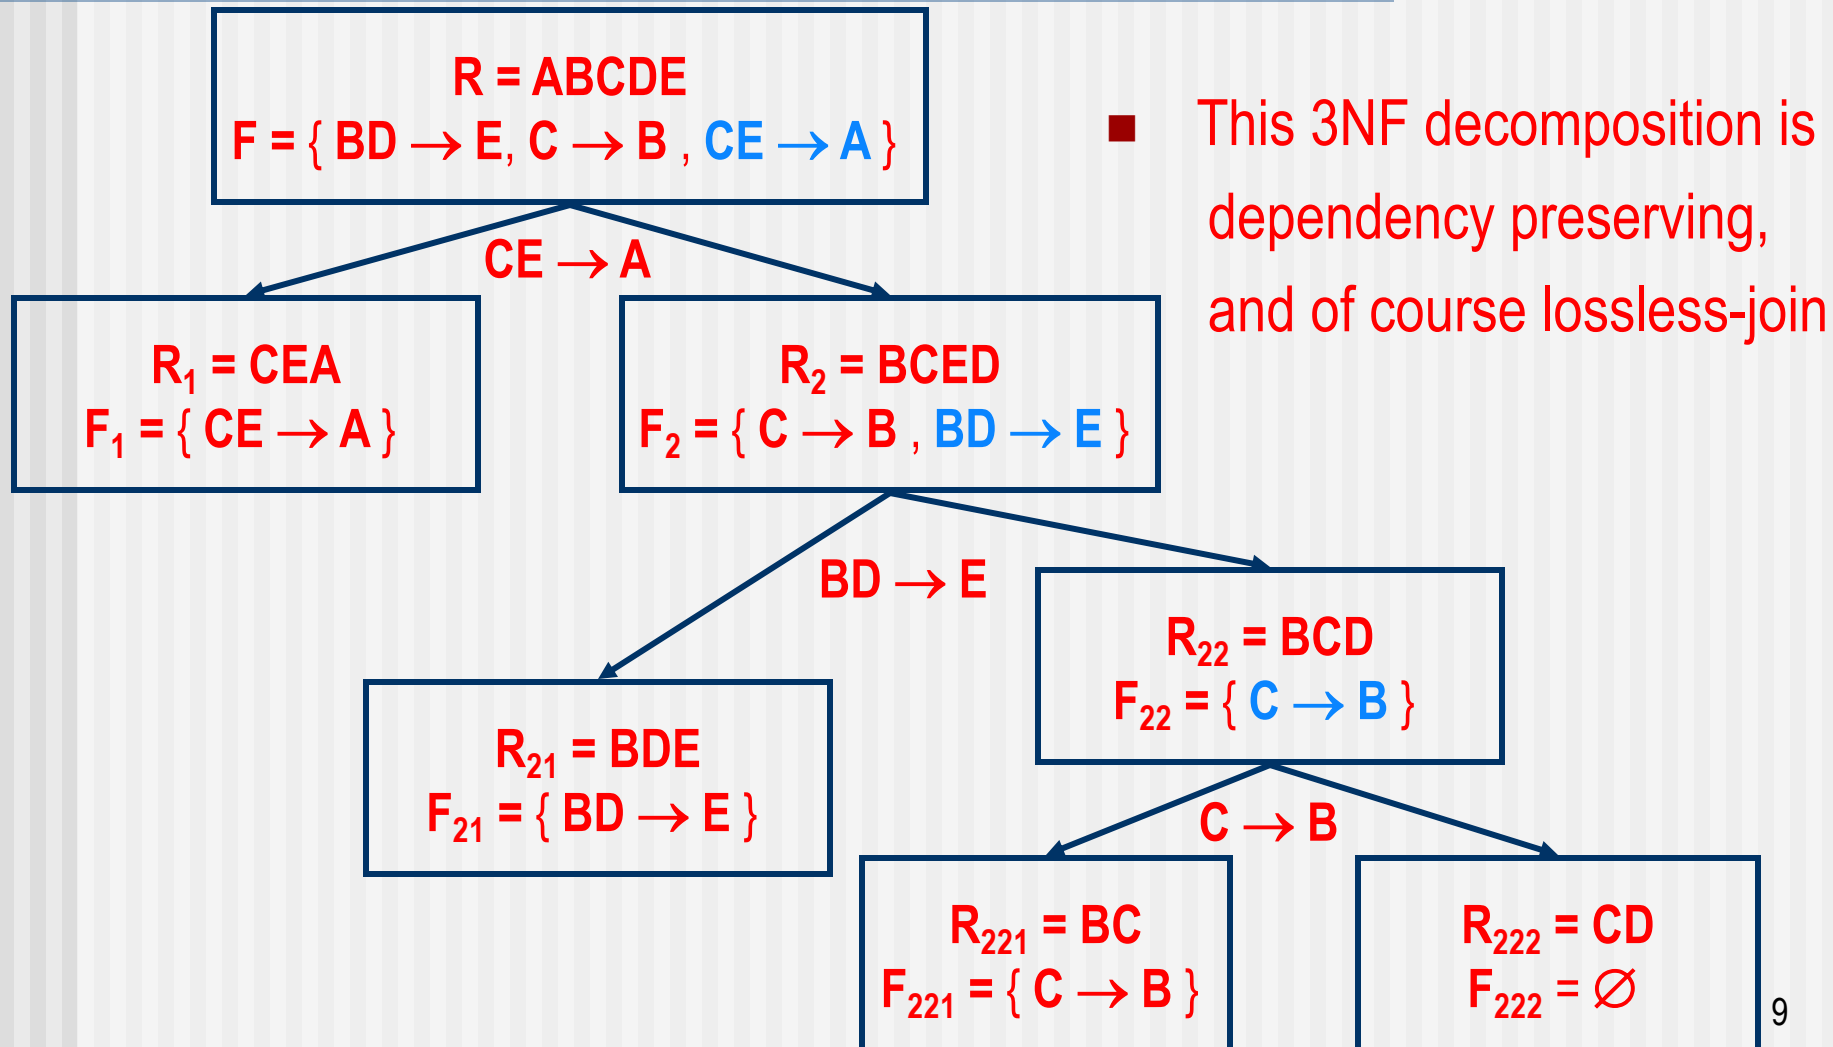 R = ABCDE
F = { BD → E, C → B , CE → A }
■ This 3NF decomposition is
dependency preserving,
and of course lossless-join
CE → A
R₁ = CEA
F₁ = { CE → A }
R₂ = BCED
F₂ = { C → B , BD → E }
BD → E
R₂₂ = BCD
F₂₂ = { C → B }
R₂₁ = BDE
F₂₁ = { BD → E }
C → B
R₂₂₁ = BC
F₂₂₁ = { C → B }
R₂₂₂ = CD
F₂₂₂ = ∅
9